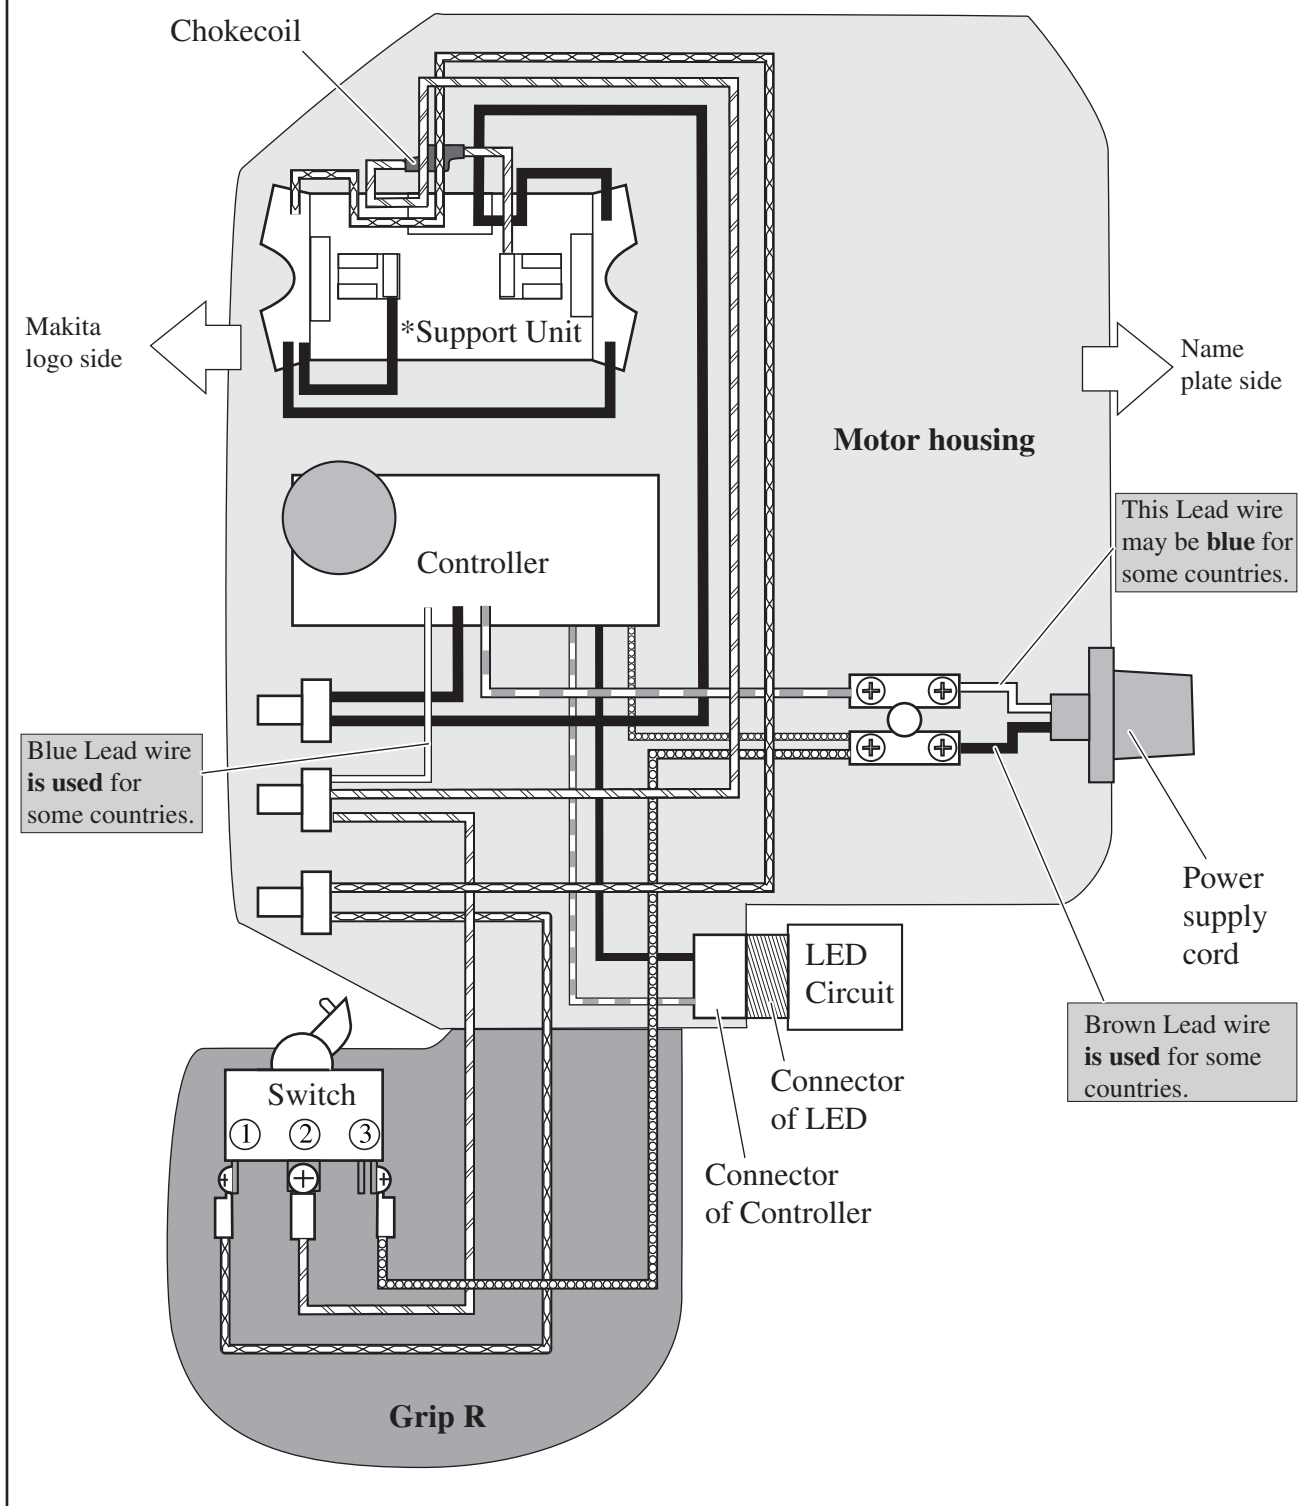 Chokecoil
*Support Unit
Makita
logo side
Name
plate side
Motor housing
This Lead wire
may be blue for
some countries.
Controller
Blue Lead wire
is used for
some countries.
Power
supply
cord
LED
Circuit
Brown Lead wire
is used for some
countries.
Connector
of LED
Switch
1 2 3
Connector
of Controller
Grip R